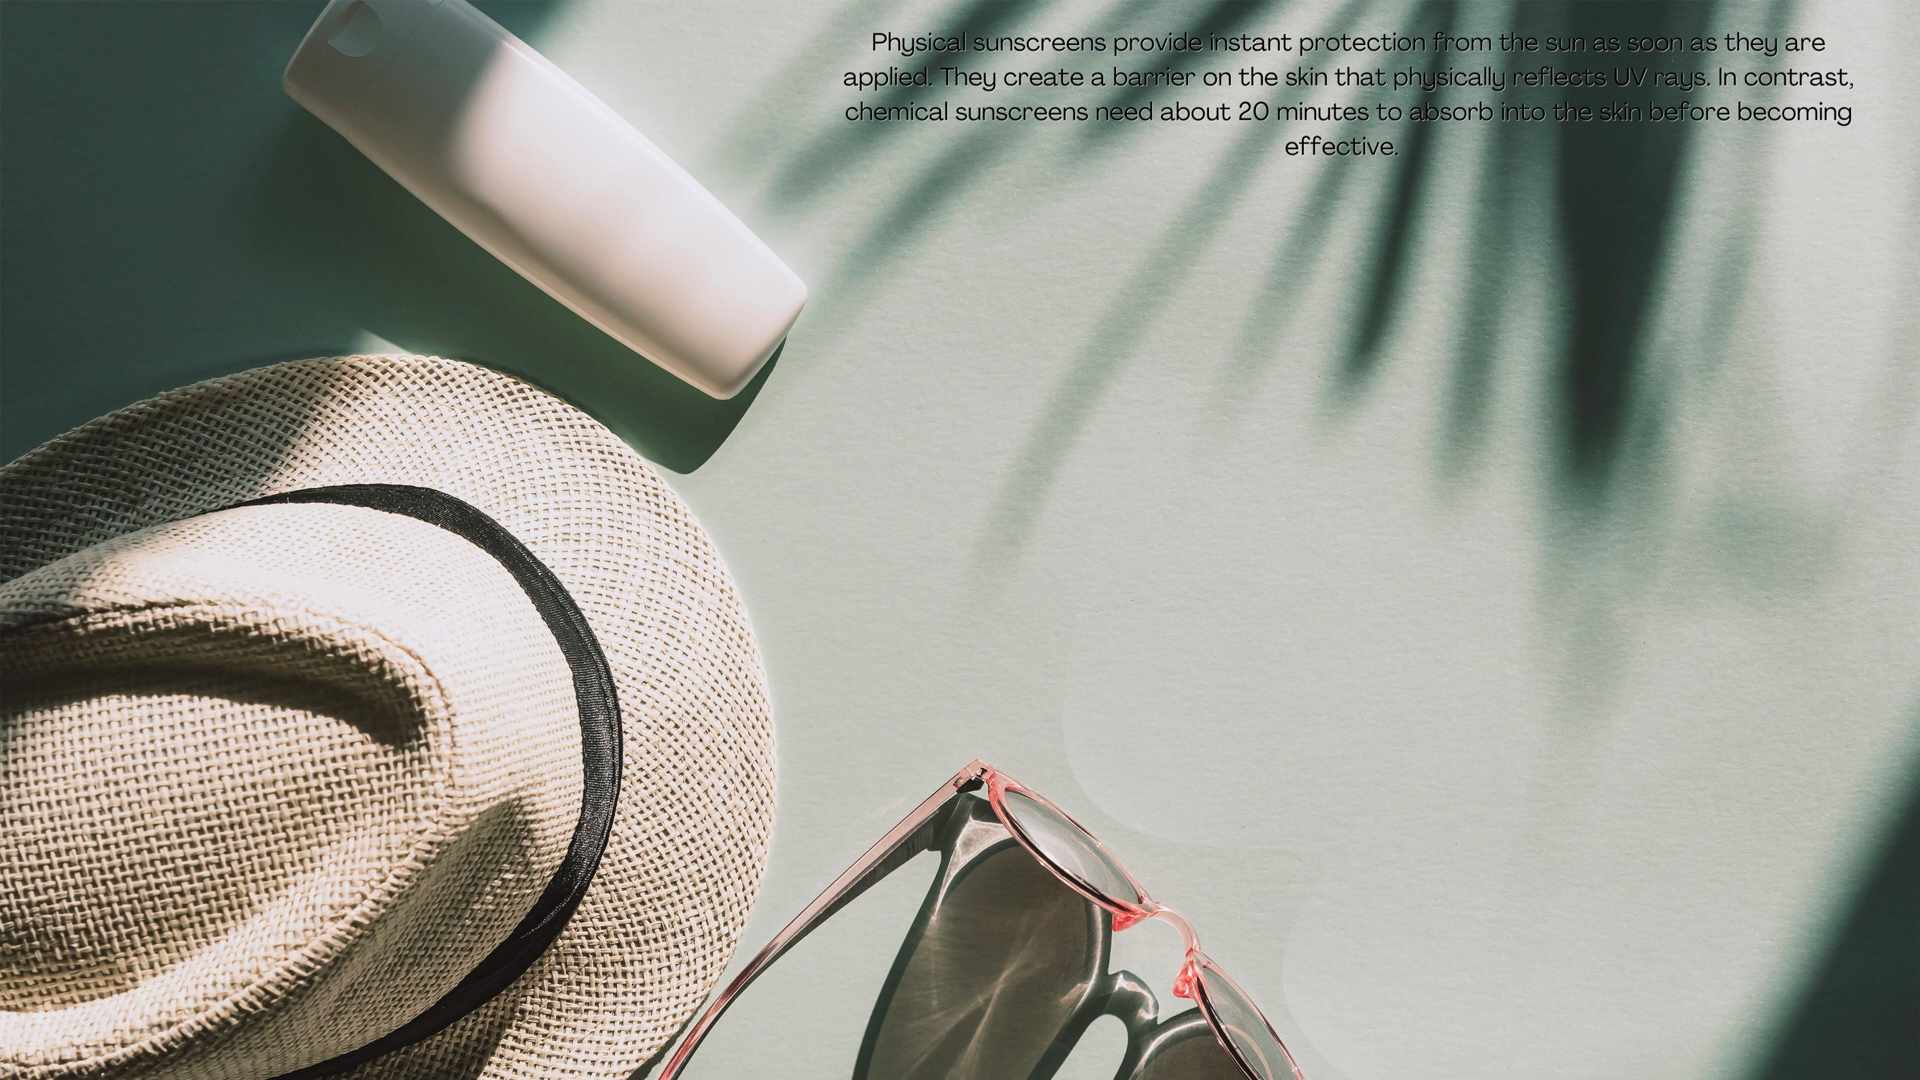 Physical sunscreens provide instant protection from the sun as soon as they are
applied. They create a barrier on the skin that physically reflects UV rays. In contrast,
chemical sunscreens need about 20 minutes to absorb into the skin before becoming
effective.